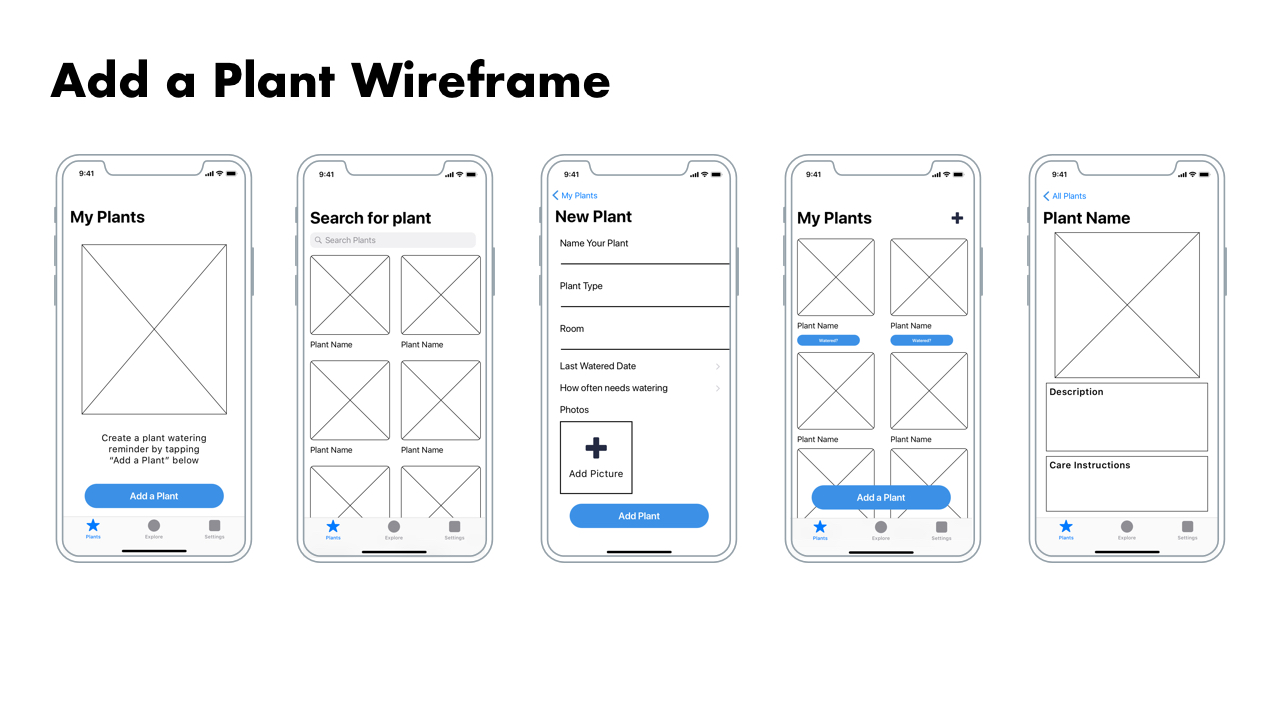 Add a Plant Wireframe
9:41
My Plants
Create a plant watering
reminder by tapping
“Add a Plant” below
Add a Plant
Plants
Explore
Settings
9:41
Search for plant
Search Plants
Plant Name
Plant Name
Plant Name
Plant Name
Plants
Explore
Settings
9:41
My Plants
New Plant
Name Your Plant
Plant Type
Room
Last Watered Date
How often needs watering
Photos
Add Picture
Add Plant
9:41
My Plants
Plant Name
Plant Name
Watered?
Watered?
Plant Name
Plant Name
Add a Plant
Plants
Explore
Settings
9:41
All Plants
Plant Name
Description
Care Instructions
Plants
Explore
Settings